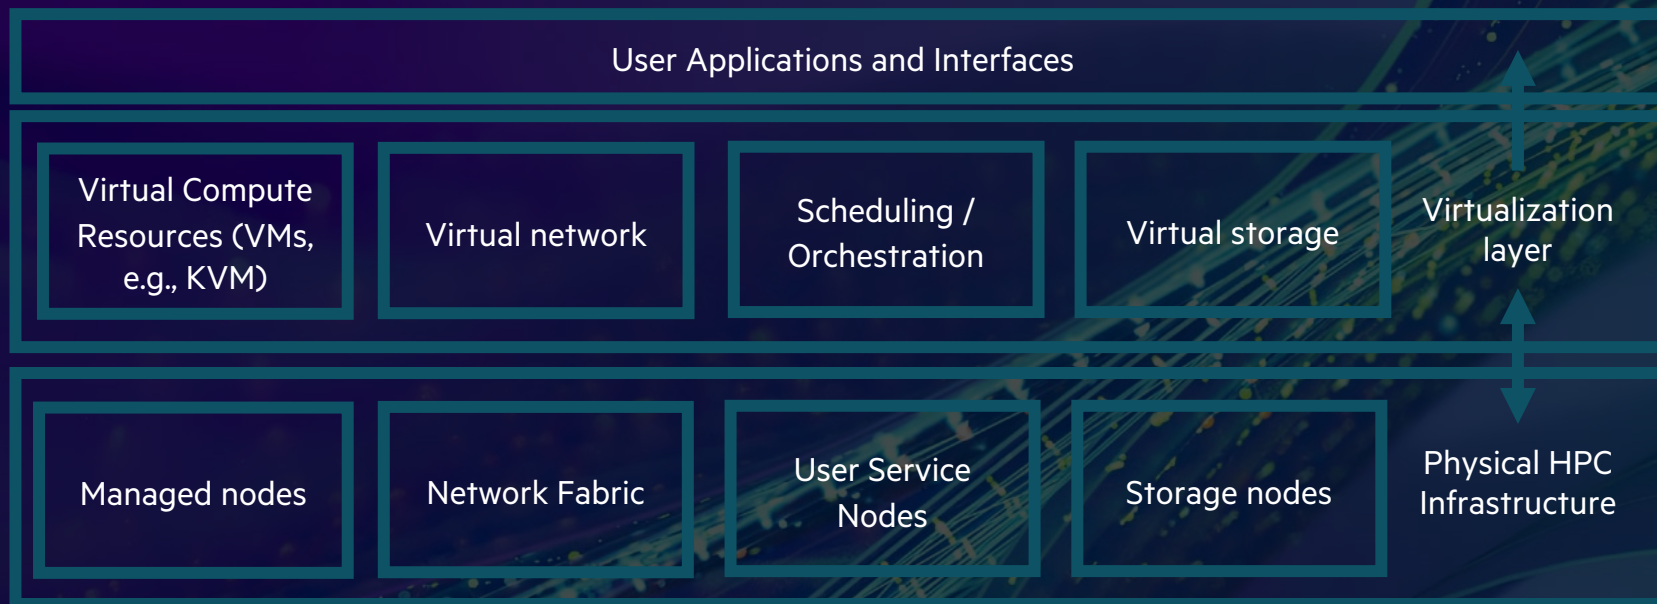 User Applications and Interfaces
Virtual Compute
Resources (VMs,
e.g., KVM)
Virtual network
Scheduling /
Orchestration
Virtual storage
Virtualization
layer
Managed nodes
Network Fabric
User Service
Nodes
Storage nodes
Physical HPC
Infrastructure